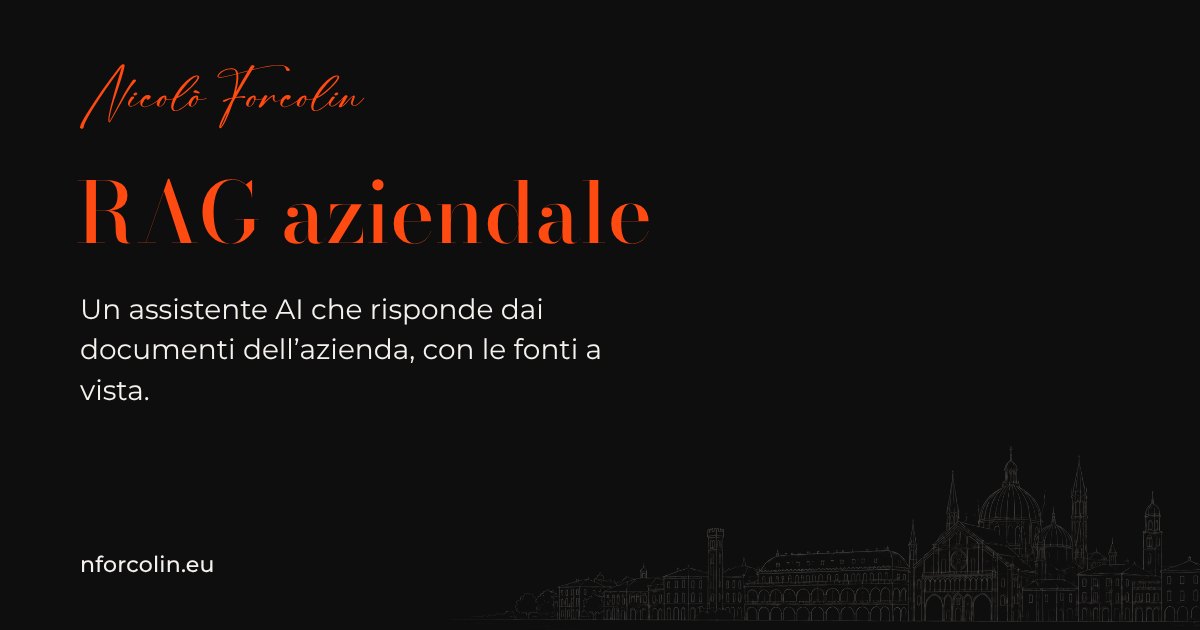 Nicolò Forcolin
RAG aziendale
Un assistente AI che risponde dai
documenti dell’azienda, con le fonti a
vista.
nforcolin.eu